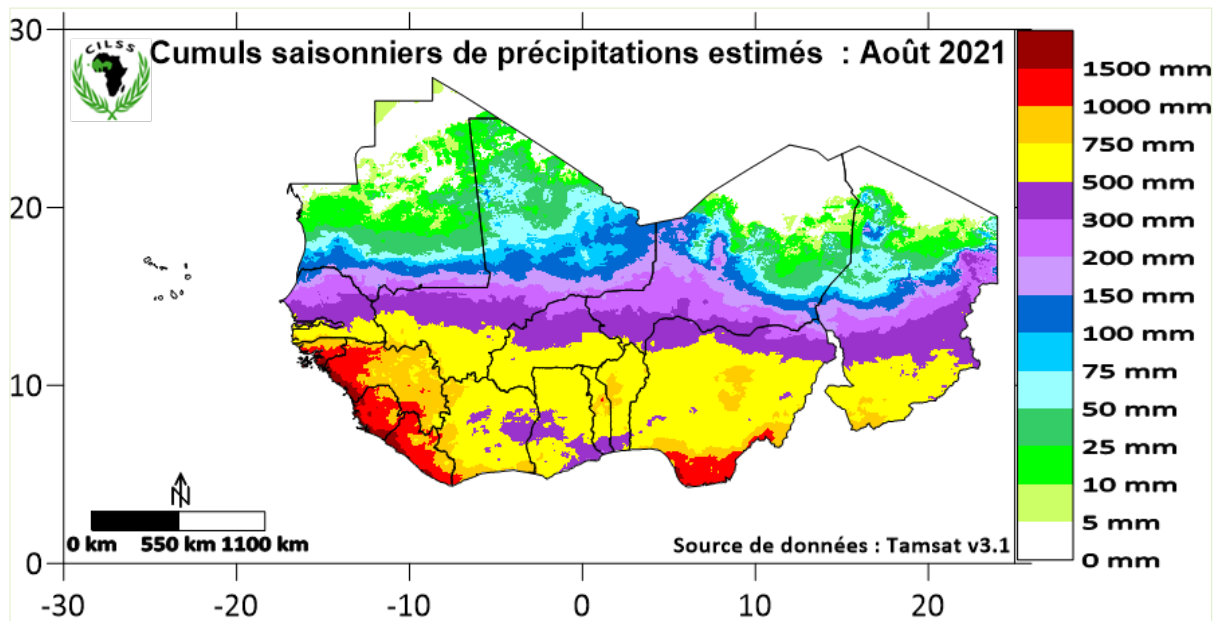 CILSS
Cumuls saisonniers de précipitations estimés : Août 2021
30
20
10
0
-30 -20 -10 0 10 20
1500 mm
1000 mm
750 mm
500 mm
300 mm
200 mm
150 mm
100 mm
75 mm
50 mm
25 mm
10 mm
5 mm
0 mm
N
0 km 550 km 1100 km
Source de données : Tamsat v3.1